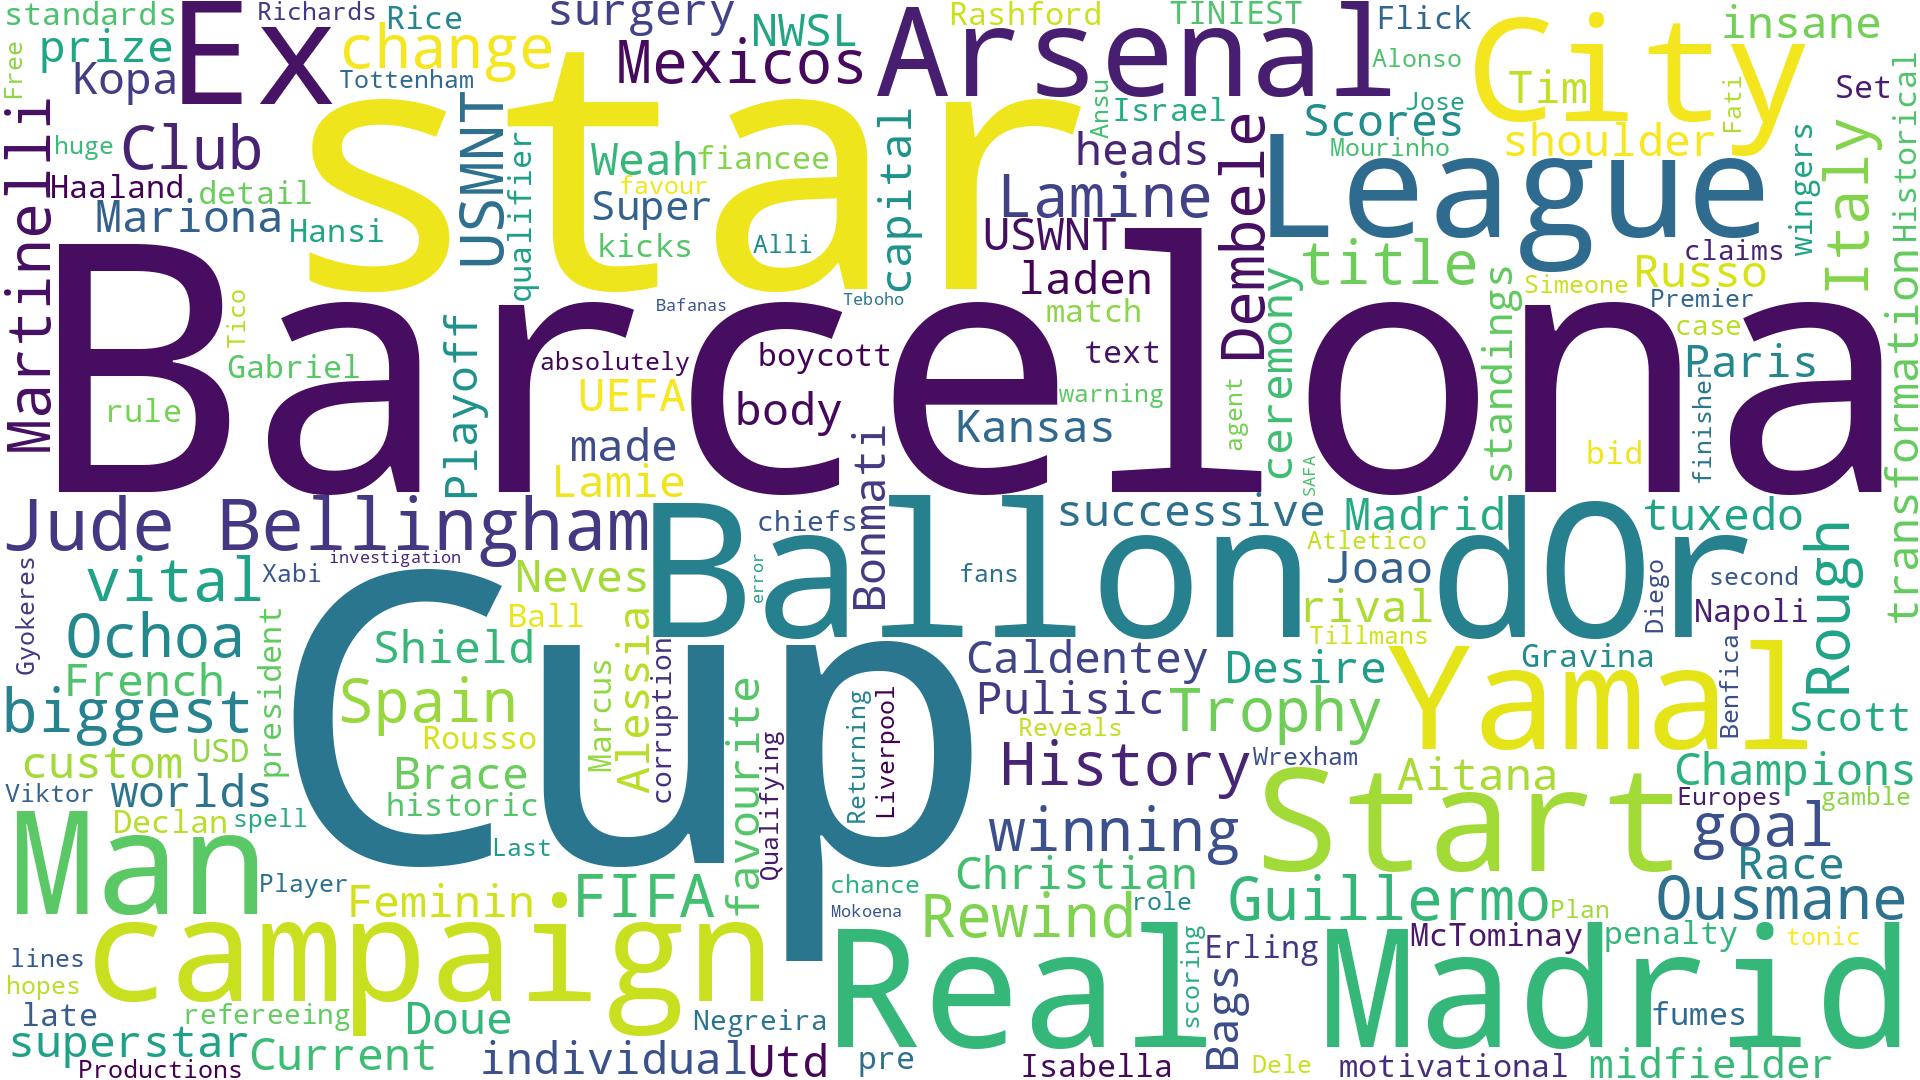 standards
Richards
Rice
surgery
NWSL
Rashford
TINIEST
Flick
City
insane
Free
prize
Ex
change
Mexicos
Arsenal
Alonso
Tim
Kopa
Tottenham
Set
Martinelli
Club
star
USMNT
qualifier
Weah
fiancee
capital
Ansu
Israel
heads
Dembele
Scores
Jose
Mourinho
shoulder
Fati
wingers
Italy
Historical
huge
Haaland
detail
favour
Super
Lamine
League
Mariona
Hansi
kicks
Alli
USWNT
laden
title
claims
Russo
Simeone
Barcelona
Tico
Bafanas
Teboho
match
ceremony
standings
Premier
case
transformation
Gabriel
Playoff
absolutely
boycott
text
Paris
rule
UEFA
body
warning
agent
finisher
made
Kansas
bid
Lamie
Bonmati
SAFA
Jude Bellingham
Ballon dOr
chiefs
successive
Madrid
tuxedo
Rough
investigation
error
Atletico
vital
Xabi
Neves
fans
Joao
Diego
second
Gyokeres
Cup
Ball
rival
Napoli
Ochoa
president
Shield
Alessia
corruption
Tillmans
Caldentey
Desire
Gravina
Yamal
Benfica
French
Spain
Marcus
favourite
Returning
Liverpool
Pulisic
Trophy
Scott
biggest
Rousso
Reveals
custom
USD
Brace
Qualifying
History
Wrexham
Aitana
Champions
Viktor
worlds
historic
Start
Europes
gamble
Man
Declan
spell
Last
winning
goal
Player
chance
Christian
Race
Feminin
FIFA
Mokoena
Rewind
role
Guillermo
Plan
Ousmane
campaign
Real
scoring
Erling
Madrid
McTominay
penalty
tonic
lines
hopes
late
refereeing
Doue
Negreira
Bags
fumes
superstar
Current
individual
Utd
pre
Productions
Isabella
Dele
motivational
midfielder